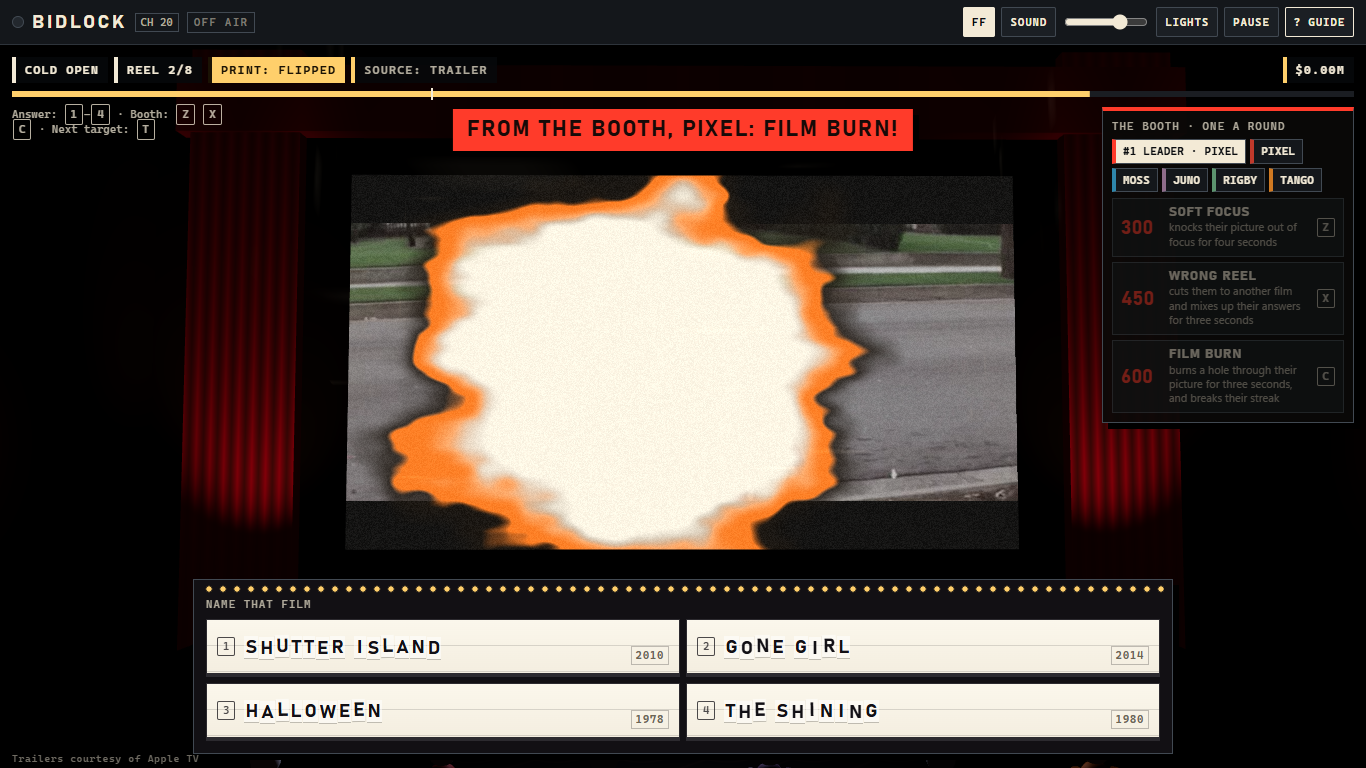 BIDLOCK CH 20 OFF AIR FF SOUND LIGHTS PAUSE ? GUIDE
COLD OPEN REEL 2/8 PRINT: FLIPPED SOURCE: TRAILER $0.00M
Answer: 1–4 · Booth: Z X
C · Next target: T
FROM THE BOOTH, PIXEL: FILM BURN!
THE BOOTH · ONE A ROUND
#1 LEADER · PIXEL PIXEL
MOSS JUNO RIGBY TANGO
300 SOFT FOCUS Z
knocks their picture out of
focus for four seconds
450 WRONG REEL X
cuts them to another film
and mixes up their answers
for three seconds
600 FILM BURN C
burns a hole through their
picture for three seconds,
and breaks their streak
NAME THAT FILM
1 SHUTTER ISLAND 2010
2 GONE GIRL 2014
3 HALLOWEEN 1978
4 THE SHINING 1980
Trailers courtesy of Apple TV